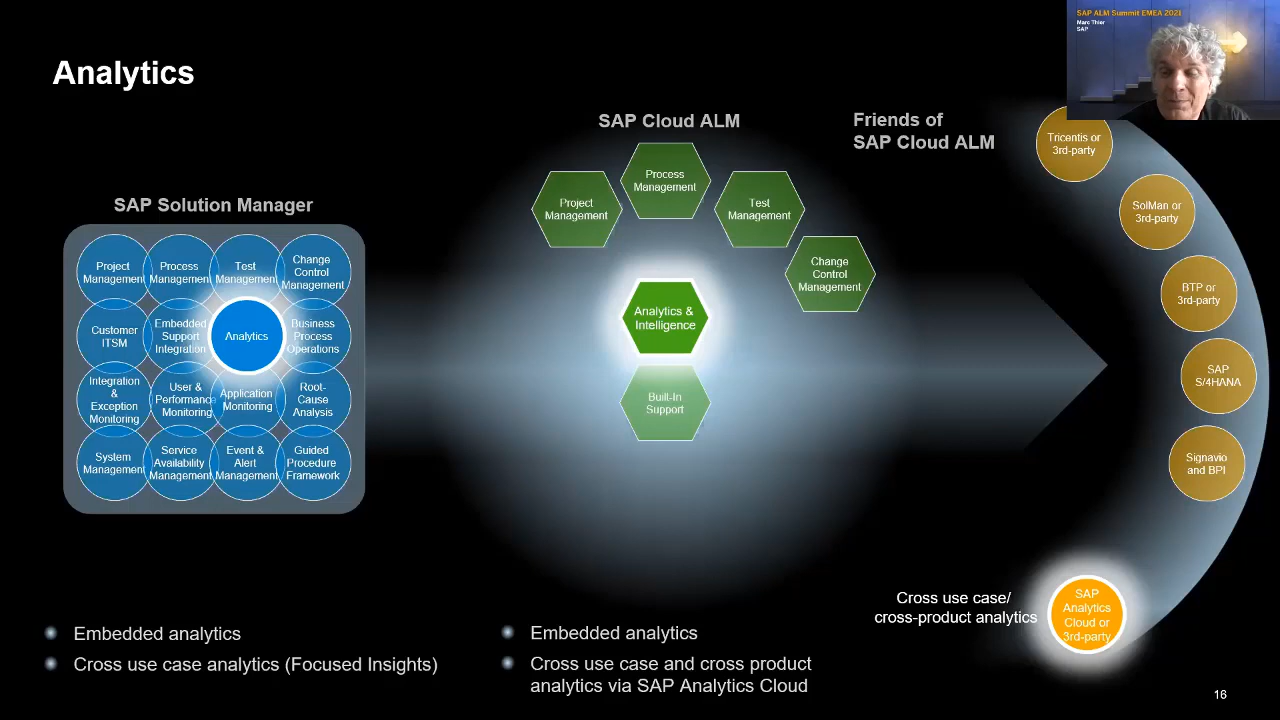 SAP ALM Summit EMEA 2021
Marc Thier
SAP
Analytics
SAP Cloud ALM
Friends of
SAP Cloud ALM
SAP Solution Manager
Project
Management
Process
Management
Test
Management
Change
Control
Management
Customer
ITSM
Embedded
Support
Integration
Analytics
Business
Process
Operations
Integration
&
Exception
Monitoring
User &
Performance
Monitoring
Application
Monitoring
Root-
Cause
Analysis
System
Management
Service
Availability
Management
Event &
Alert
Management
Guided
Procedure
Framework
Project
Management
Process
Management
Test
Management
Change
Control
Management
Analytics &
Intelligence
Built-In
Support
Tricentis or
3rd-party
SolMan or
3rd-party
BTP or
3rd-party
SAP
S/4HANA
Signavio
and BPI
Cross use case/
cross-product analytics
SAP
Analytics
Cloud or
3rd-party
Embedded analytics
Cross use case analytics (Focused Insights)
Embedded analytics
Cross use case and cross product
analytics via SAP Analytics Cloud
16